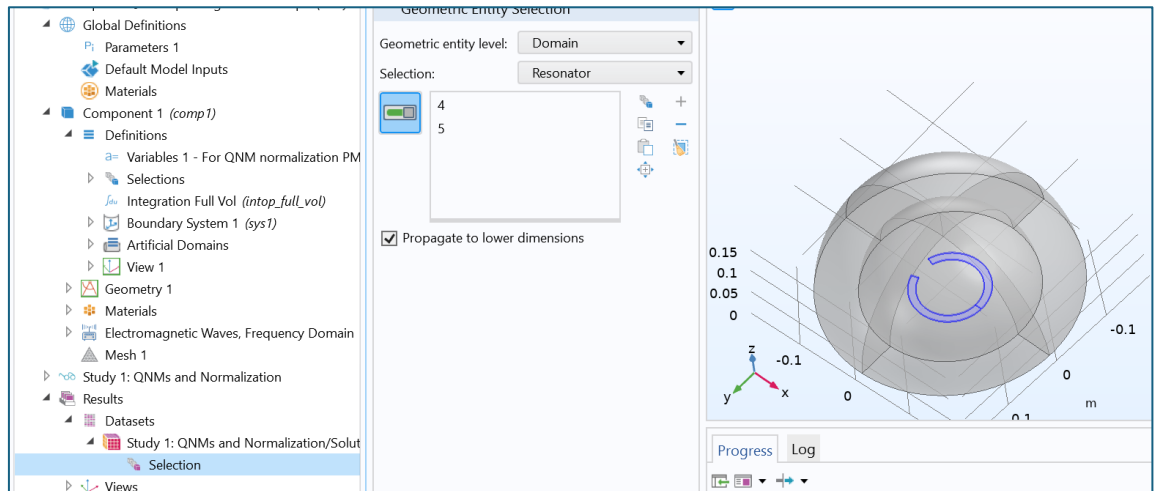 Geometric Entity Selection
Global Definitions
Pi Parameters 1
Default Model Inputs
Materials
Component 1 (comp1)
Definitions
a= Variables 1 - For QNM normalization PM
Selections
∫du Integration Full Vol (intop_full_vol)
Boundary System 1 (sys1)
Artificial Domains
View 1
Geometry 1
Materials
Electromagnetic Waves, Frequency Domain
Mesh 1
Study 1: QNMs and Normalization
Results
Datasets
Study 1: QNMs and Normalization/Solut
Selection
Views
Geometric entity level: Domain
Selection: Resonator
4
5
Propagate to lower dimensions
0.15
0.1
0.05
0
-0.1
0
0.1
-0.1
0
m
z
y
x
Progress Log